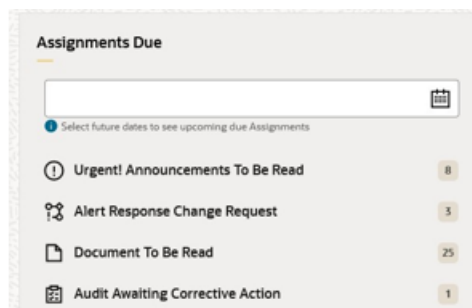 Assignments Due
Select future dates to see upcoming due Assignments
Urgent! Announcements To Be Read 8
Alert Response Change Request 3
Document To Be Read 25
Audit Awaiting Corrective Action 1